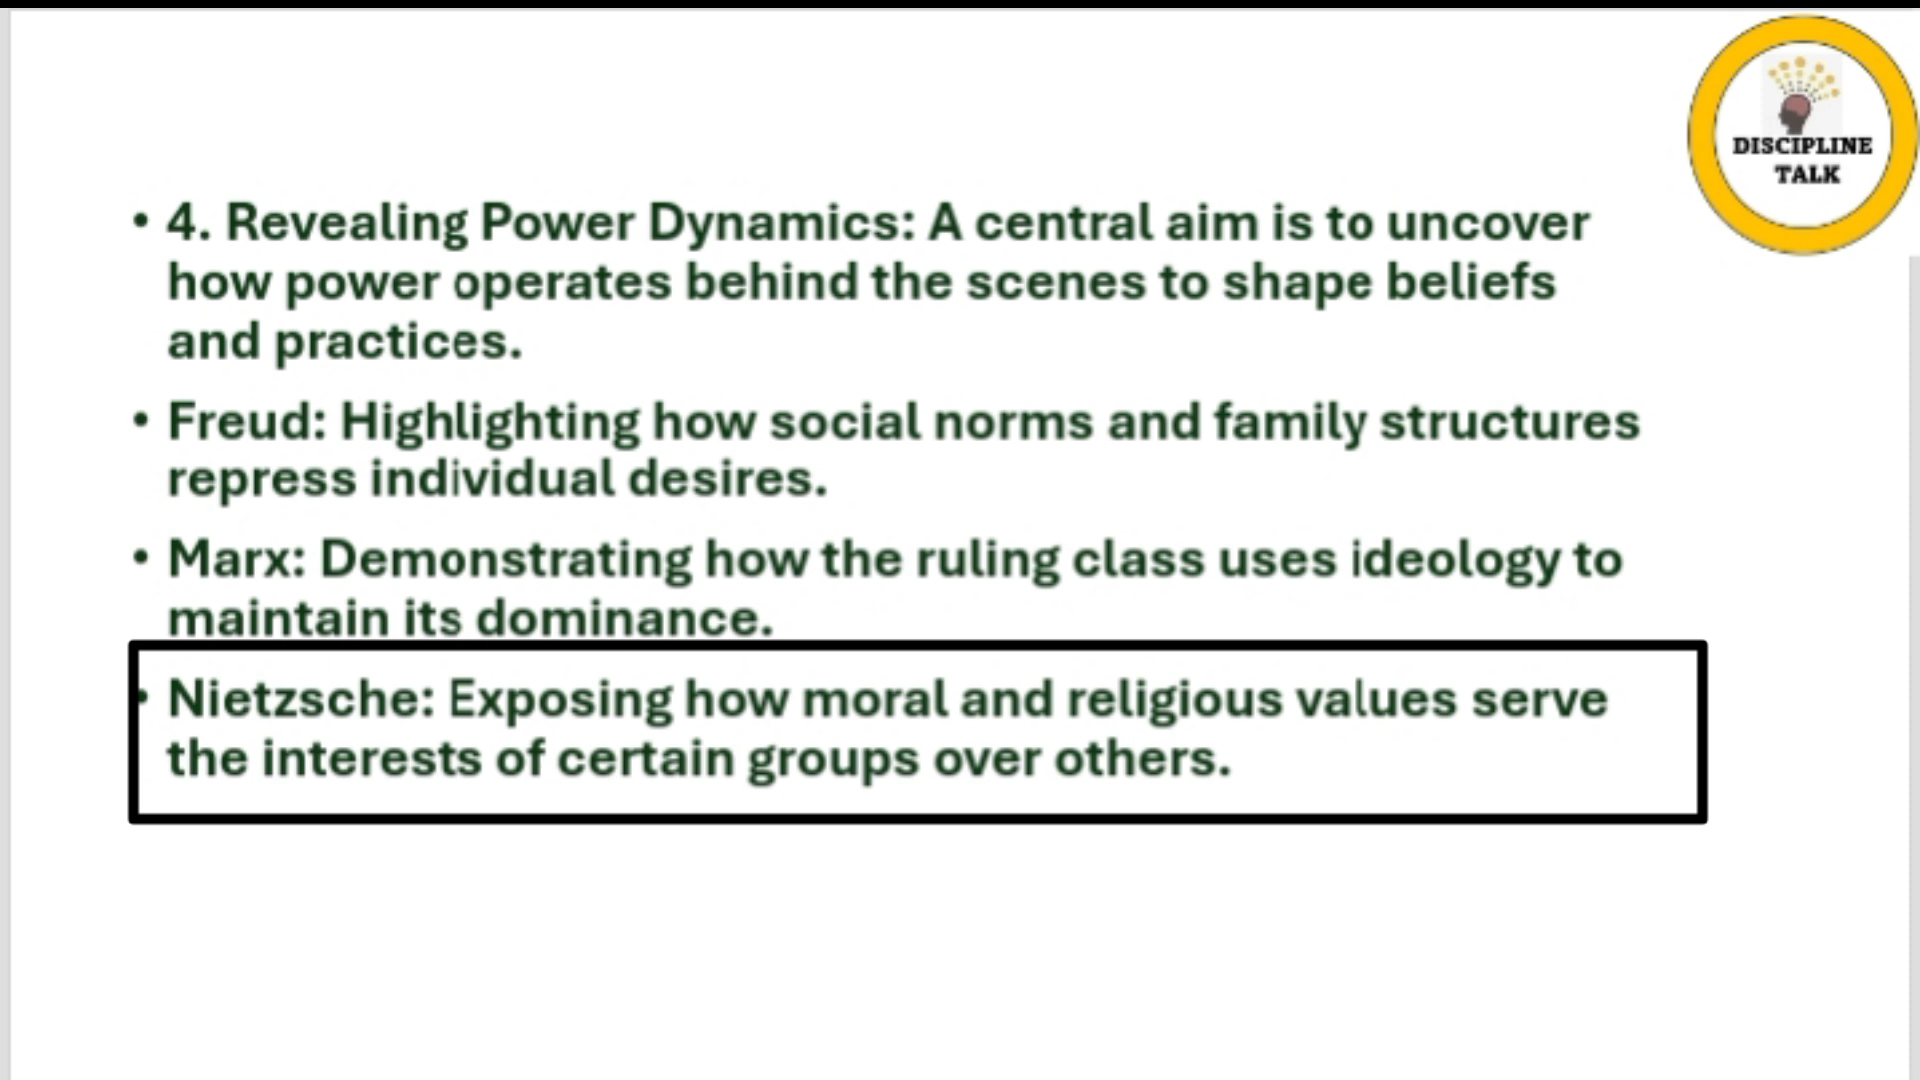 DISCIPLINE
TALK
• 4. Revealing Power Dynamics: A central aim is to uncover
how power operates behind the scenes to shape beliefs
and practices.
• Freud: Highlighting how social norms and family structures
repress individual desires.
• Marx: Demonstrating how the ruling class uses ideology to
maintain its dominance.
• Nietzsche: Exposing how moral and religious values serve
the interests of certain groups over others.